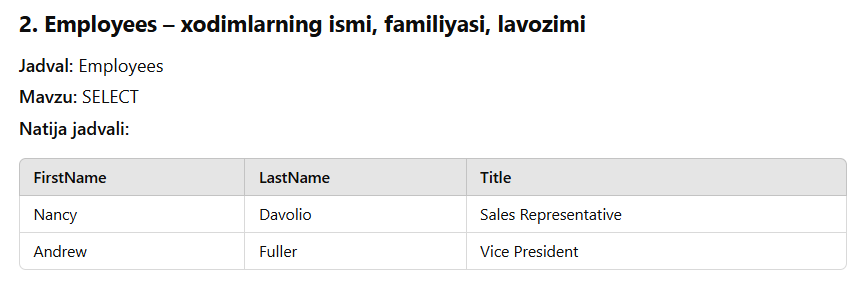 2. Employees – xodimlarning ismi, familiyasi, lavozimi
Jadval: Employees
Mavzu: SELECT
Natija jadvali:
FirstName LastName Title
Nancy Davolio Sales Representative
Andrew Fuller Vice President